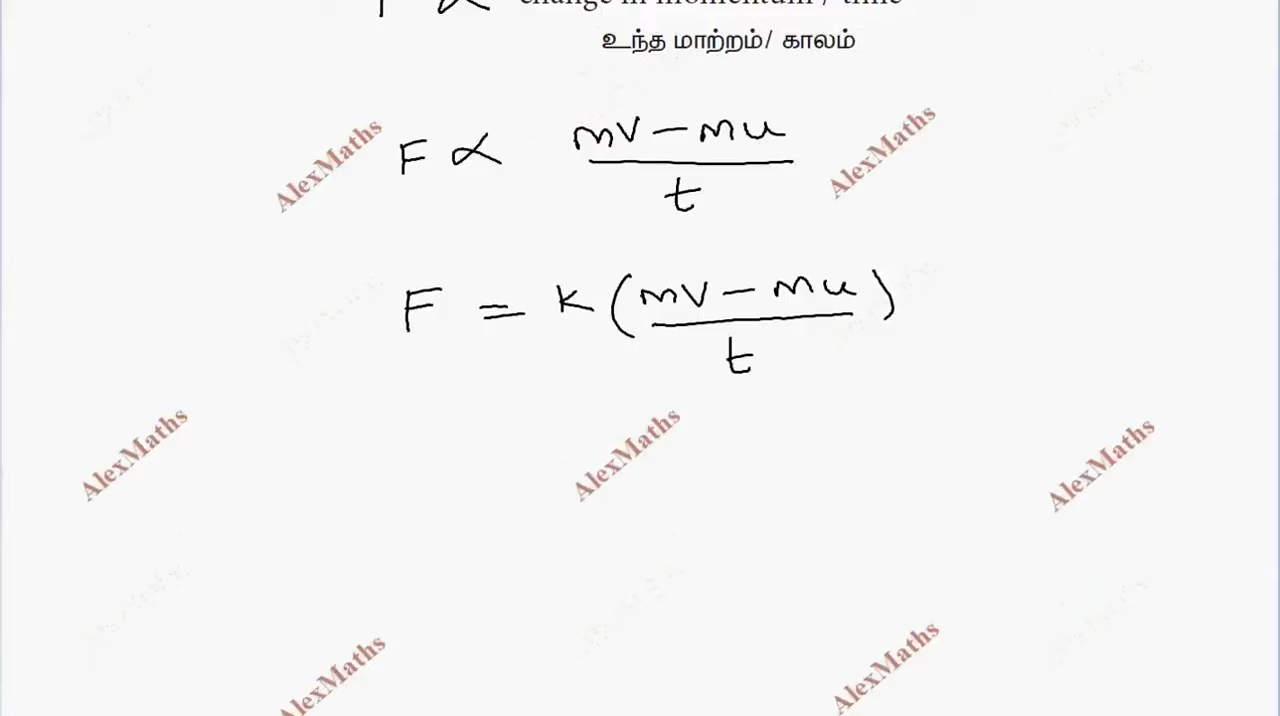 F ∝ change in momentum / time
உந்த மாற்றம்/ காலம்
F ∝ mv - mu / t
F = k ( mv - mu / t )
AlexMaths
AlexMaths
AlexMaths
AlexMaths
AlexMaths
AlexMaths
AlexMaths